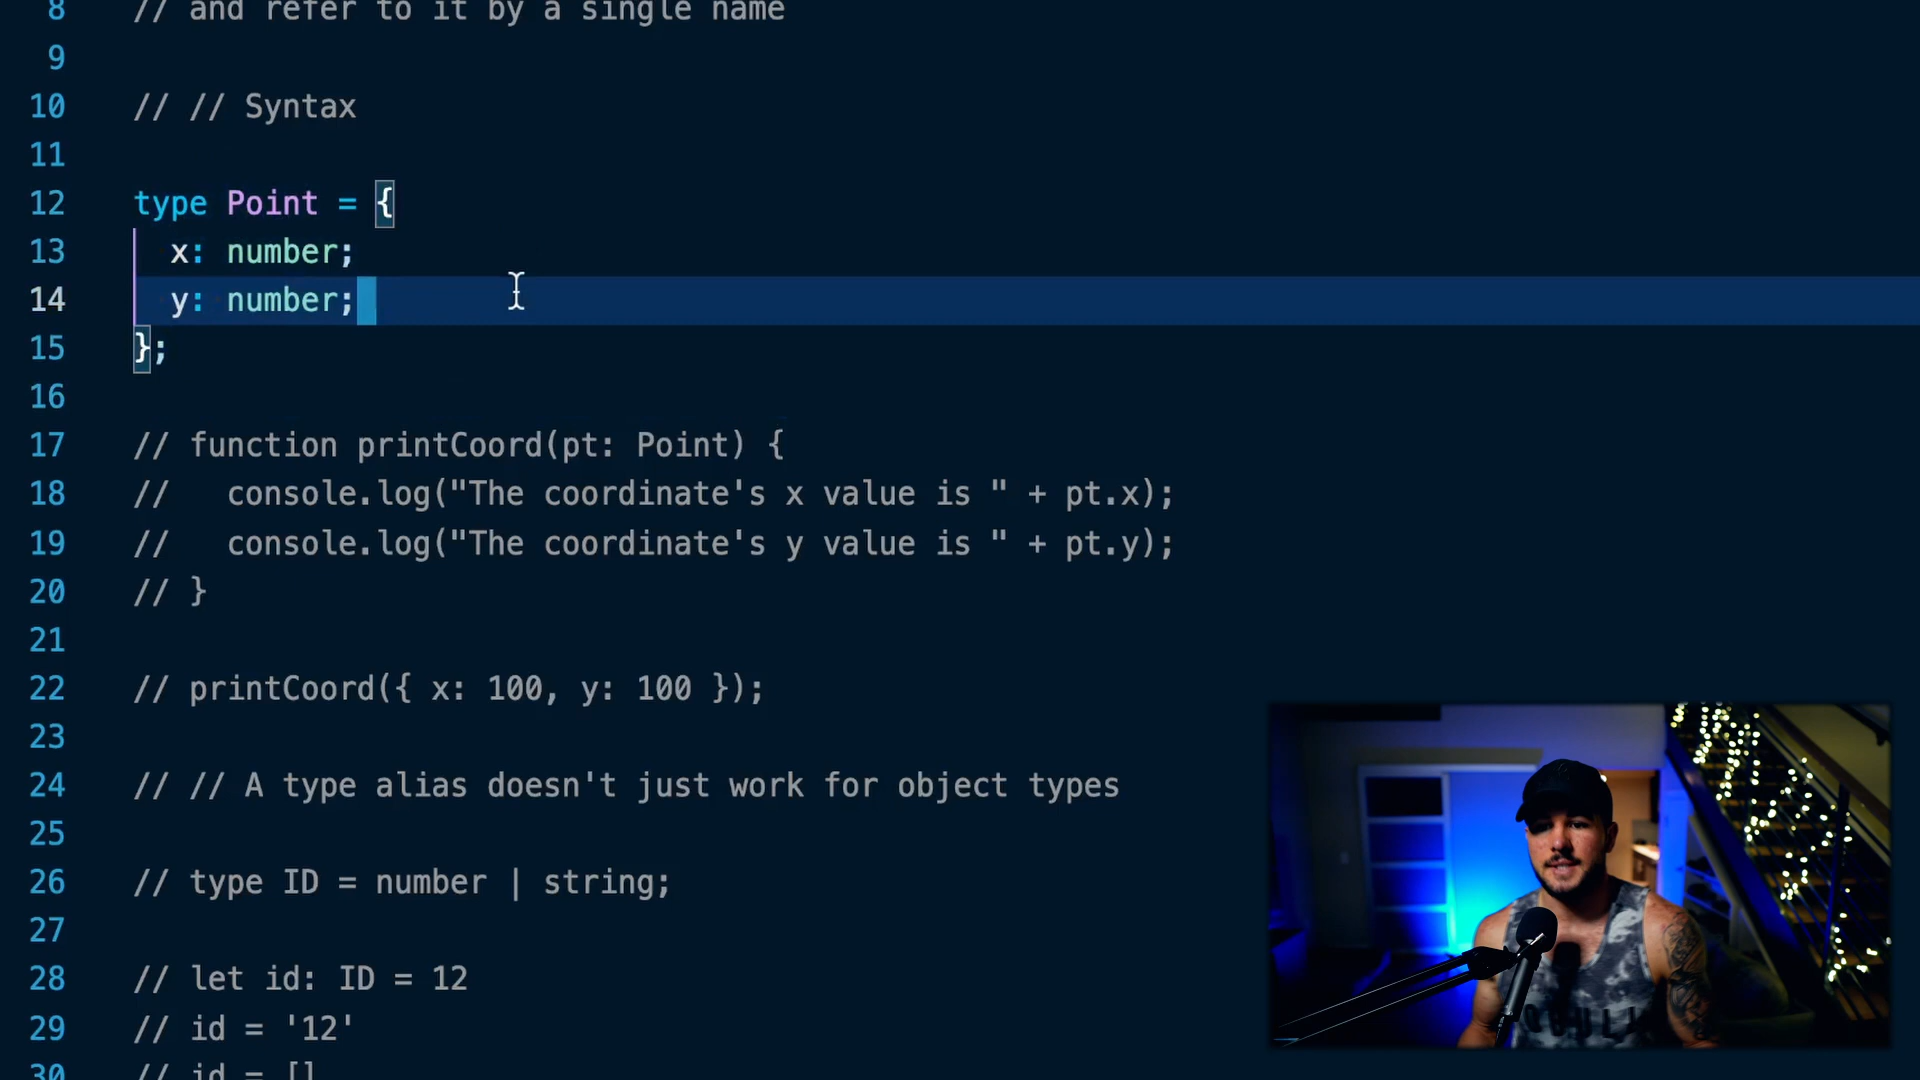 8 // and refer to it by a single name
9
10 // // Syntax
11
12 type Point = {
13 x: number;
14 y: number;
15 };
16
17 // function printCoord(pt: Point) {
18 // console.log("The coordinate's x value is " + pt.x);
19 // console.log("The coordinate's y value is " + pt.y);
20 // }
21
22 // printCoord({ x: 100, y: 100 });
23
24 // // A type alias doesn't just work for object types
25
26 // type ID = number | string;
27
28 // let id: ID = 12
29 // id = '12'
30 // id = []